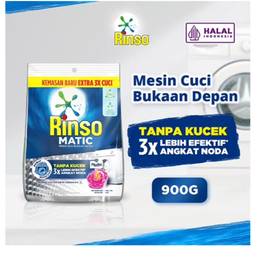 Rinso
HALAL
INDONESIA
KEMASAN BARU EXTRA 3X CUCI
Rinso
MATIC
TANPA KUCEK
3x LEBIH EFEKTIF
ANGKAT NODA
Mesin Cuci
Bukaan Depan
TANPA KUCEK
3x LEBIH EFEKTIF*
ANGKAT NODA
900G